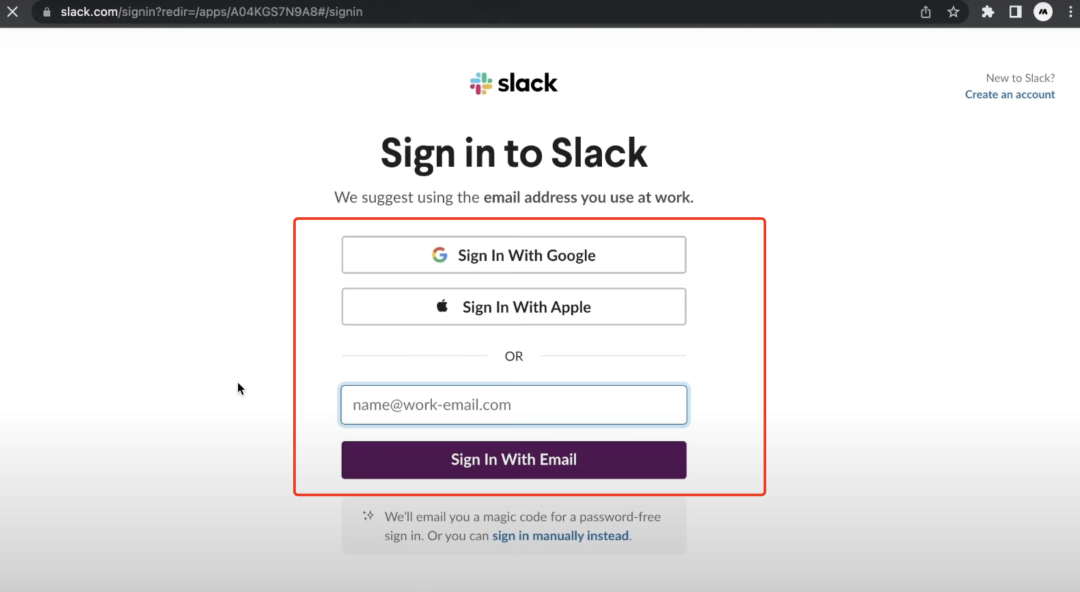 slack.com/signin?redir=/apps/A04KGS7N9A8#/signin
slack
New to Slack?
Create an account
Sign in to Slack
We suggest using the email address you use at work.
Sign In With Google
Sign In With Apple
OR
name@work-email.com
Sign In With Email
We'll email you a magic code for a password-free
sign in. Or you can sign in manually instead.